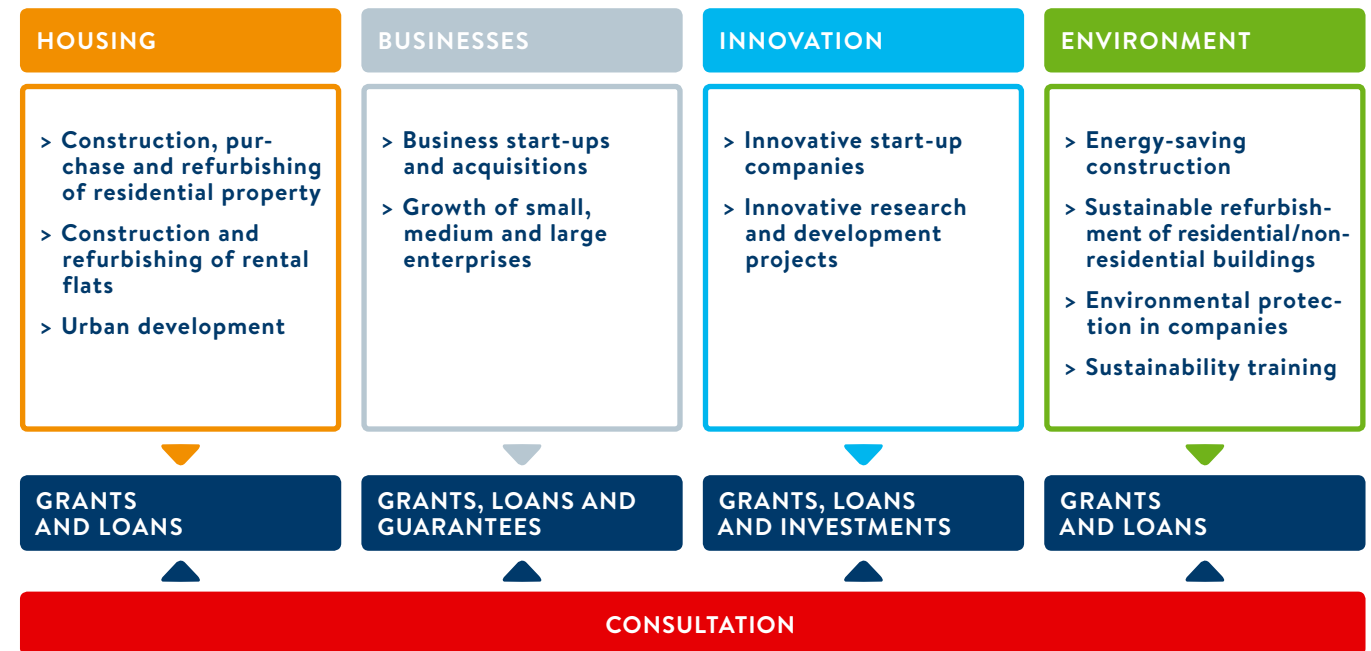 HOUSING
> Construction, pur-
chase and refurbishing
of residential property
> Construction and
refurbishing of rental
flats
> Urban development
GRANTS
AND LOANS
BUSINESSES
> Business start-ups
and acquisitions
> Growth of small,
medium and large
enterprises
GRANTS, LOANS AND
GUARANTEES
INNOVATION
> Innovative start-up
companies
> Innovative research
and development
projects
GRANTS, LOANS
AND INVESTMENTS
ENVIRONMENT
> Energy-saving
construction
> Sustainable refurbish-
ment of residential/non-
residential buildings
> Environmental protec-
tion in companies
> Sustainability training
GRANTS
AND LOANS
CONSULTATION